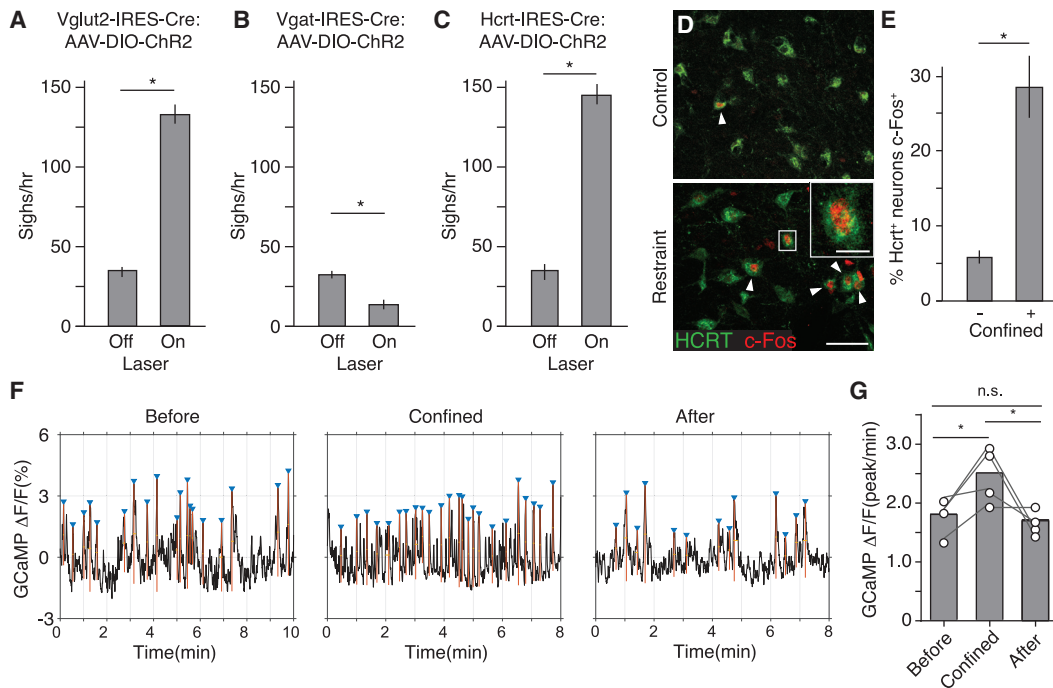 A
Vglut2-IRES-Cre:
AAV-DIO-ChR2
Sighs/hr
150
100
50
0
*
Off
On
Laser
B
Vgat-IRES-Cre:
AAV-DIO-ChR2
Sighs/hr
150
100
50
0
*
Off
On
Laser
C
Hcrt-IRES-Cre:
AAV-DIO-ChR2
Sighs/hr
150
100
50
0
*
Off
On
Laser
D
Control
Restraint
HCRT c-Fos
E
% Hcrt⁺ neurons c-Fos⁺
30
20
10
0
*
- +
Confined
F
GCaMP ΔF/F(%)
6
3
0
-3
Before
0 2 4 6 8 10
Time(min)
Confined
0 2 4 6 8
Time(min)
After
0 2 4 6 8
Time(min)
G
GCaMP ΔF/F(peak/min)
3.0
2.0
1.0
0
n.s.
*
*
Before
Confined
After